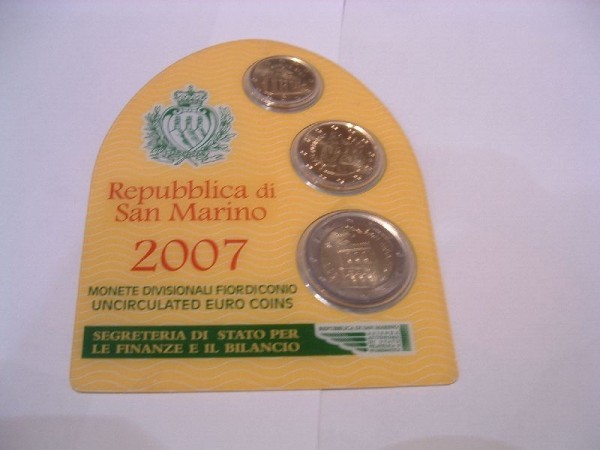 Repubblica di
San Marino
2007
MONETE DIVISIONALI FIOR DI CONIO
UNCIRCULATED EURO COINS
SEGRETERIA DI STATO PER
LE FINANZE E IL BILANCIO
REPUBBLICA DI SAN MARINO